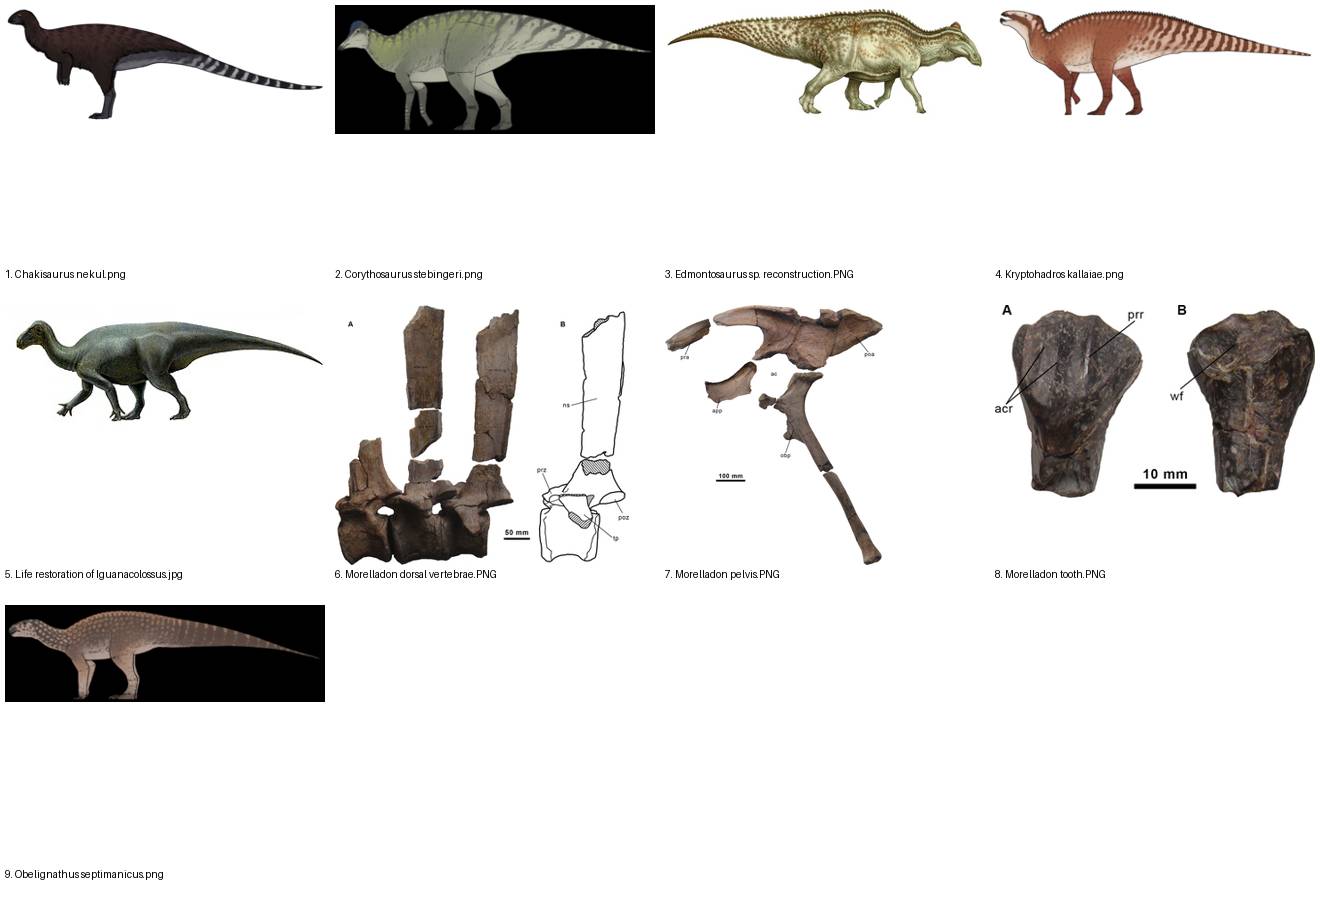 1. Chakisaurus nekul.png
2. Corythosaurus stebingeri.png
3. Edmontosaurus sp. reconstruction.PNG
4. Kryptohadros kallaiae.png
A
B
ns
prz
poz
tp
50 mm
pra
poa
ac
app
obp
100 mm
A
B
prr
acr
wf
10 mm
5. Life restoration of Iguanacolossus.jpg
6. Morelladon dorsal vertebrae.PNG
7. Morelladon pelvis.PNG
8. Morelladon tooth.PNG
9. Obelignathus septimanicus.png